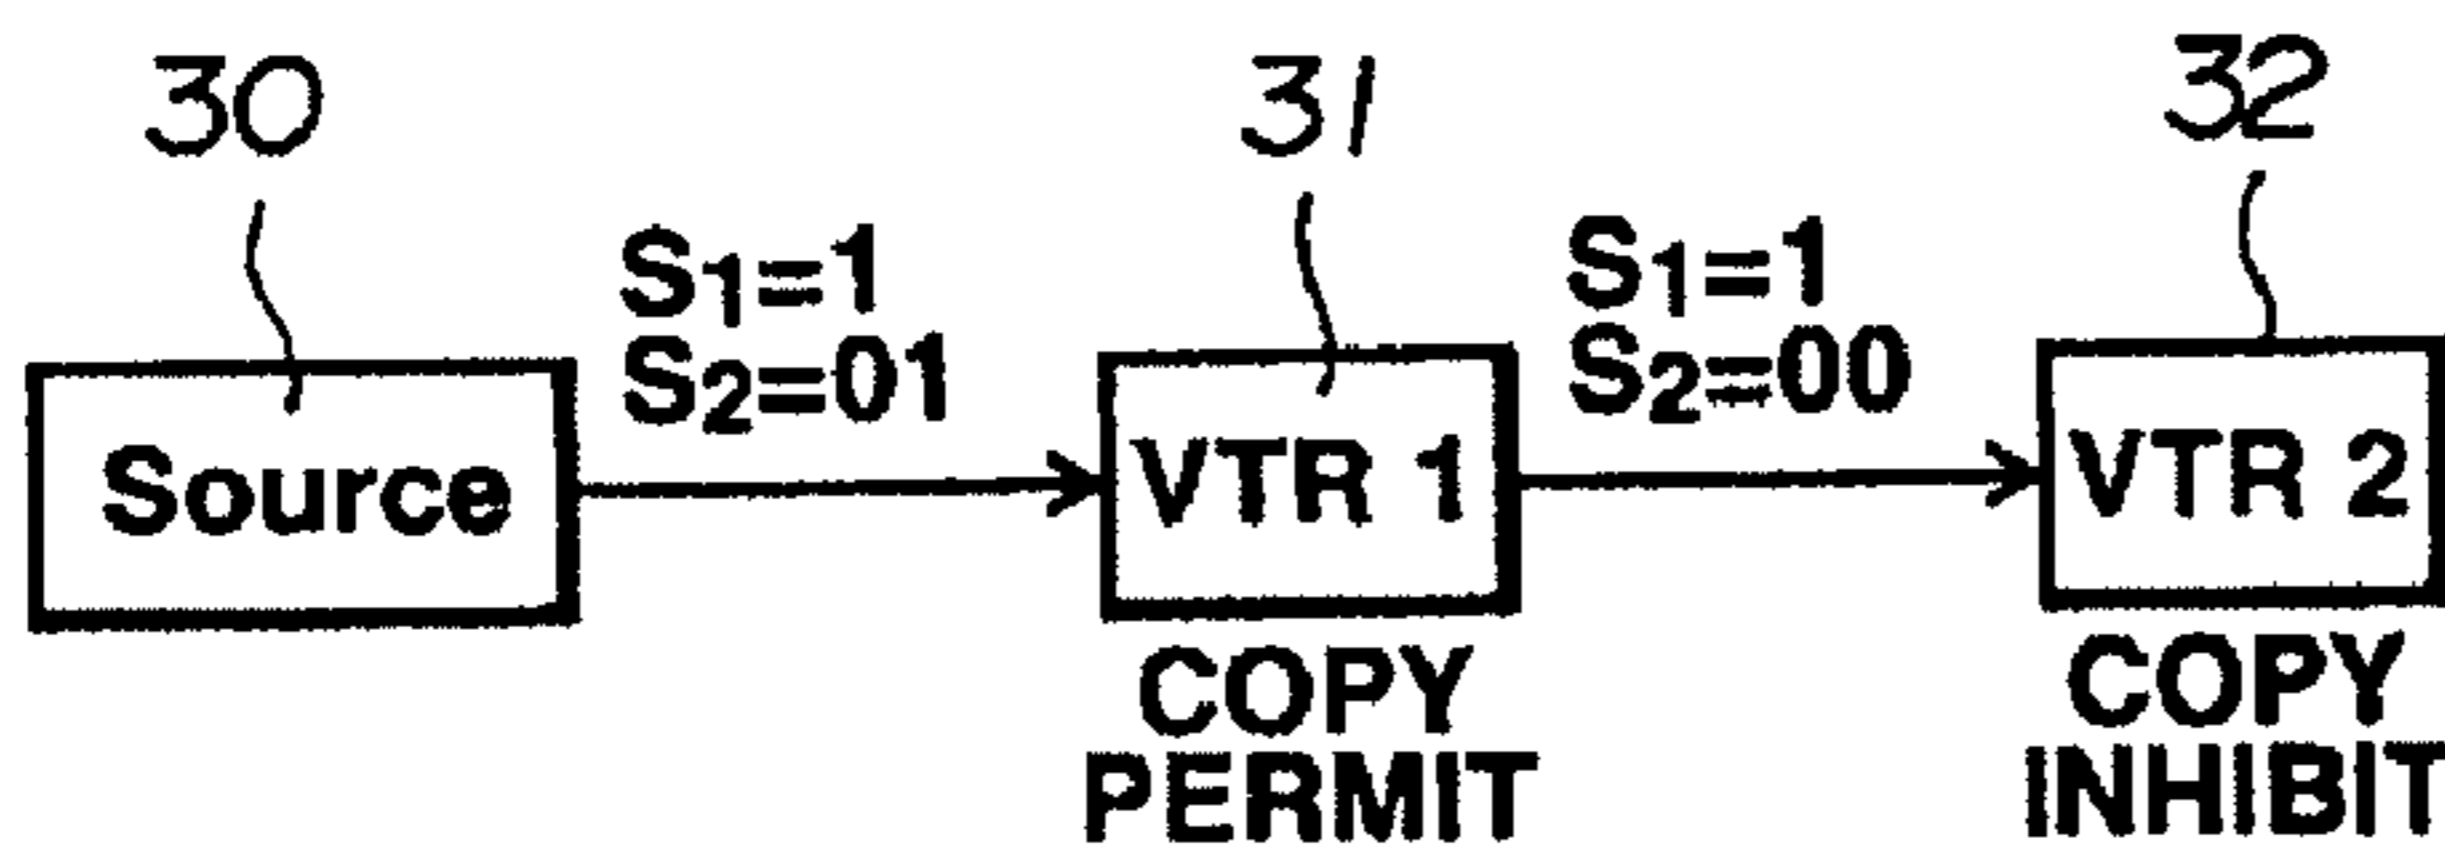 30
31
32
S1=1
S2=01
S1=1
S2=00
Source
VTR 1
VTR 2
COPY
PERMIT
COPY
INHIBIT